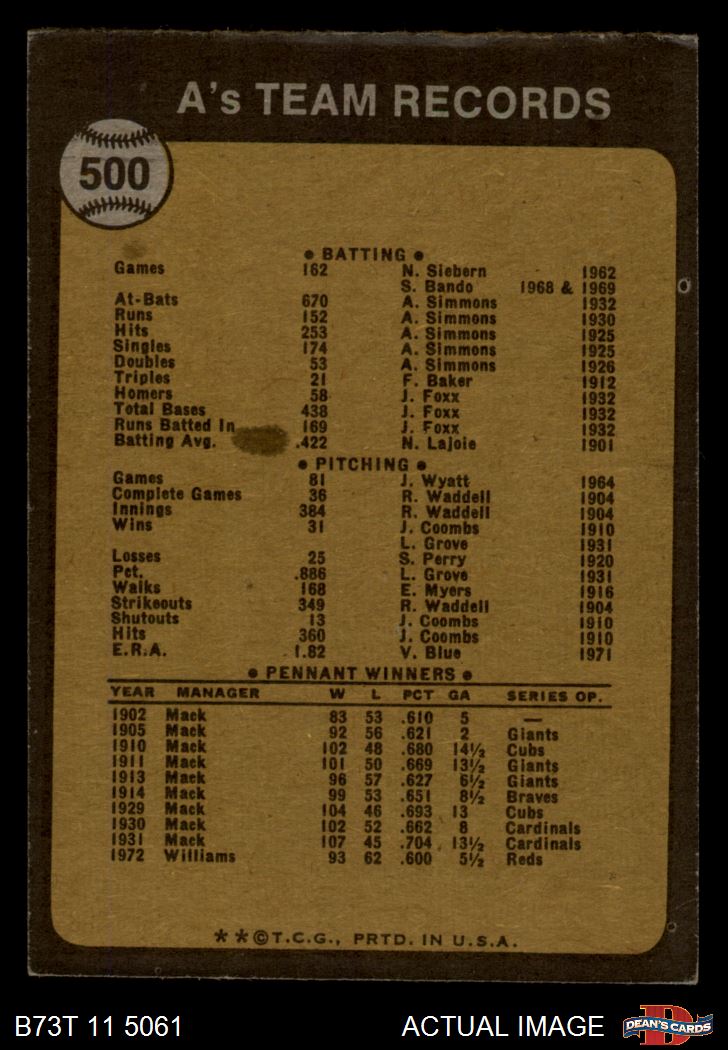 A's TEAM RECORDS
500
• BATTING •
Games 162 N. Siebern 1962
S. Bando 1968 & 1969
At-Bats 670 A. Simmons 1932
Runs 152 A. Simmons 1930
Hits 253 A. Simmons 1925
Singles 174 A. Simmons 1925
Doubles 53 A. Simmons 1926
Triples 21 F. Baker 1912
Homers 58 J. Foxx 1932
Total Bases 438 J. Foxx 1932
Runs Batted In 169 J. Foxx 1932
Batting Avg. .422 N. Lajoie 1901
• PITCHING •
Games 81 J. Wyatt 1964
Complete Games 36 R. Waddell 1904
Innings 384 R. Waddell 1904
Wins 31 J. Coombs 1910
L. Grove 1931
Losses 25 S. Perry 1920
Pct. .886 L. Grove 1931
Walks 168 E. Myers 1916
Strikeouts 349 R. Waddell 1904
Shutouts 13 J. Coombs 1910
Hits 360 J. Coombs 1910
E.R.A. 1.82 V. Blue 1971
• PENNANT WINNERS •
YEAR MANAGER W L PCT GA SERIES OP.
1902 Mack 83 53 .610 5 —
1905 Mack 92 56 .621 2 Giants
1910 Mack 102 48 .680 14½ Cubs
1911 Mack 101 50 .669 13½ Giants
1913 Mack 96 57 .627 6½ Giants
1914 Mack 99 53 .651 8½ Braves
1929 Mack 104 46 .693 13 Cubs
1930 Mack 102 52 .662 8 Cardinals
1931 Mack 107 45 .704 13½ Cardinals
1972 Williams 93 62 .600 5½ Reds
**©T.C.G., PRTD. IN U.S.A.
B73T 11 5061 ACTUAL IMAGE
D
DEAN'S CARDS